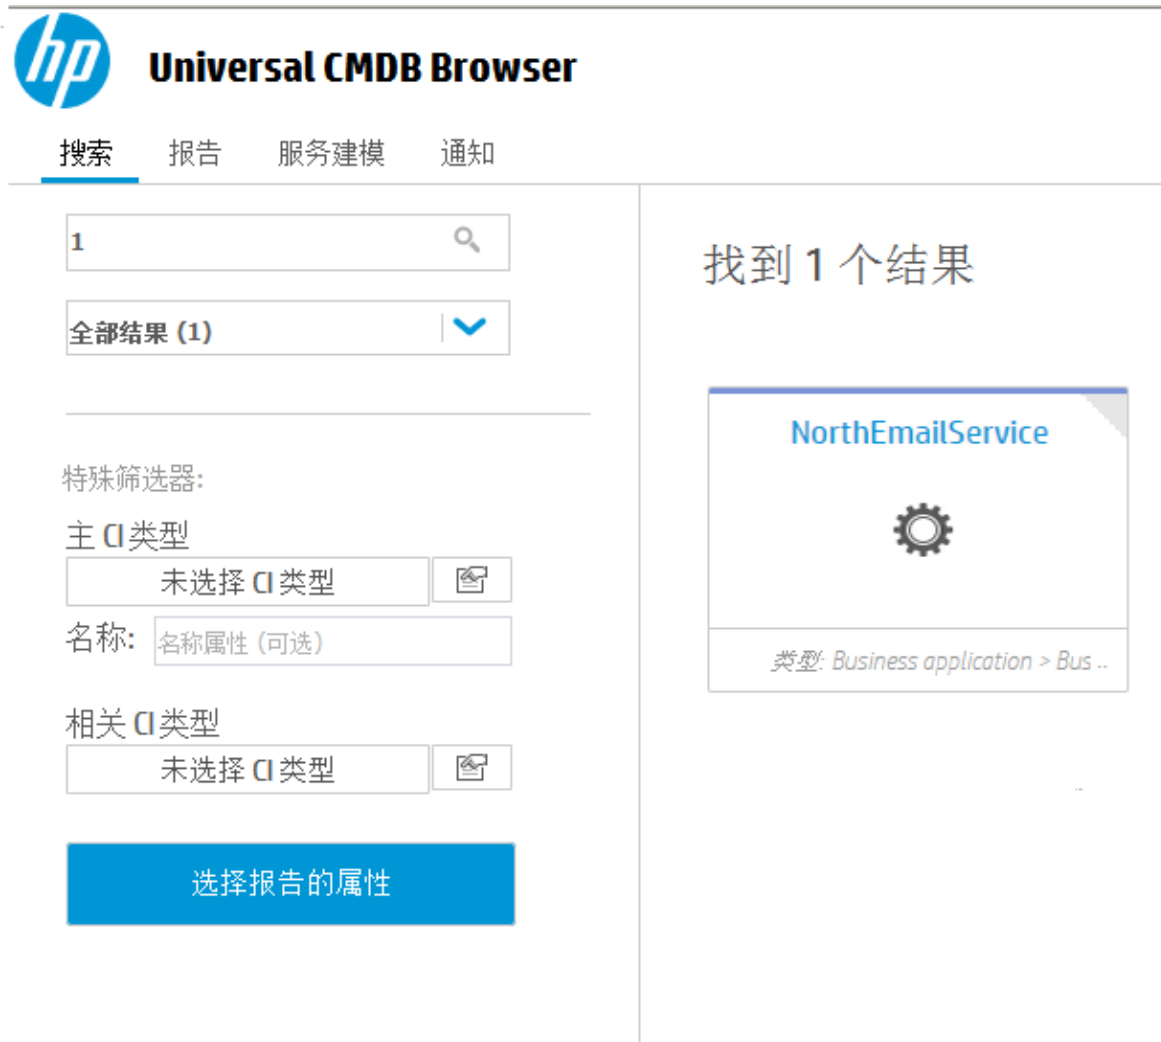 hp
Universal CMDB Browser
搜索 报告 服务建模 通知
1
全部结果 (1)
特殊筛选器:
主 CI 类型
未选择 CI 类型
名称: 名称属性 (可选)
相关 CI 类型
未选择 CI 类型
选择报告的属性
找到 1 个结果
NorthEmailService
类型: Business application > Bus ..